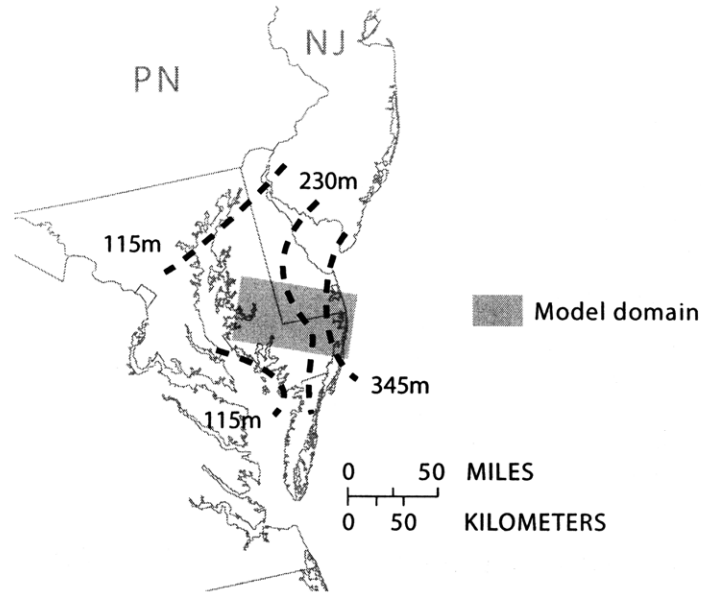 NJ
PN
230m
115m
Model domain
345m
115m
0 50 MILES
0 50 KILOMETERS